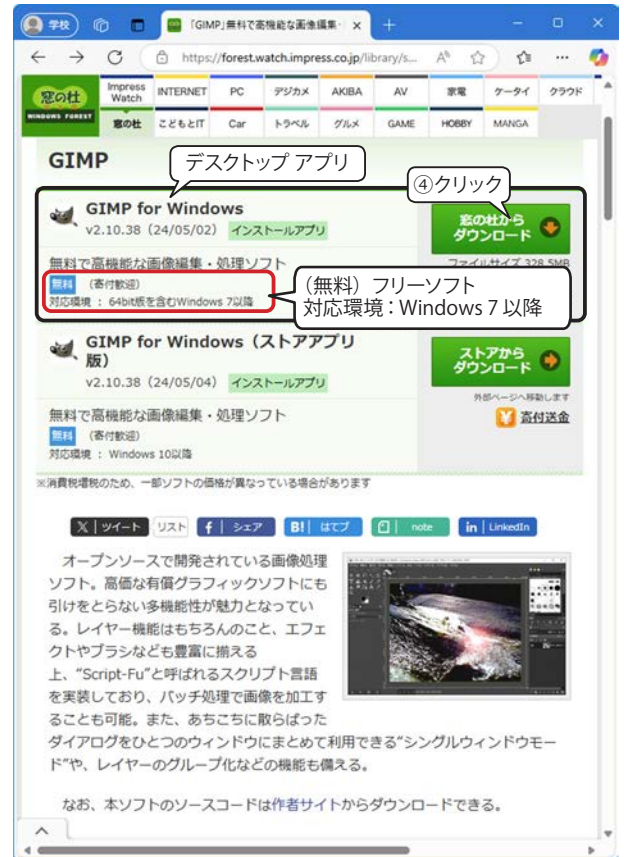 学校
「GIMP」無料で高機能な画像編集・
https://forest.watch.impress.co.jp/library/s...
窓の杜
WINDOWS FOREST
Impress Watch
INTERNET
PC
デジカメ
AKIBA
AV
家電
ケータイ
クラウド
窓の杜
こどもとIT
Car
トラベル
グルメ
GAME
HOBBY
MANGA
GIMP
デスクトップ アプリ
④クリック
GIMP for Windows
v2.10.38（24/05/02） インストールアプリ
窓の杜から
ダウンロード
無料で高機能な画像編集・処理ソフト
ファイルサイズ 328.5MB
無料 （寄付歓迎）
対応環境 ： 64bit版を含むWindows 7以降
（無料）フリーソフト
対応環境：Windows 7 以降
GIMP for Windows（ストアアプリ
版）
v2.10.38（24/05/04） インストールアプリ
ストアから
ダウンロード
外部ページへ移動します
寄付送金
無料で高機能な画像編集・処理ソフト
無料 （寄付歓迎）
対応環境 ： Windows 10以降
※消費税増税のため、一部ソフトの価格が異なっている場合があります
ツイート
リスト
シェア
B! はてブ
note
in LinkedIn
オープンソースで開発されている画像処理
ソフト。高価な有償グラフィックソフトにも
引けをとらない多機能性が魅力となってい
る。レイヤー機能はもちろんのこと、エフェ
クトやブラシなども豊富に揃える
上、“Script-Fu”と呼ばれるスクリプト言語
を実装しており、バッチ処理で画像を加工す
ることも可能。また、あちこちに散らばった
ダイアログをひとつのウィンドウにまとめて利用できる“シングルウィンドウモー
ド”や、レイヤーのグループ化などの機能も備える。
なお、本ソフトのソースコードは作者サイトからダウンロードできる。